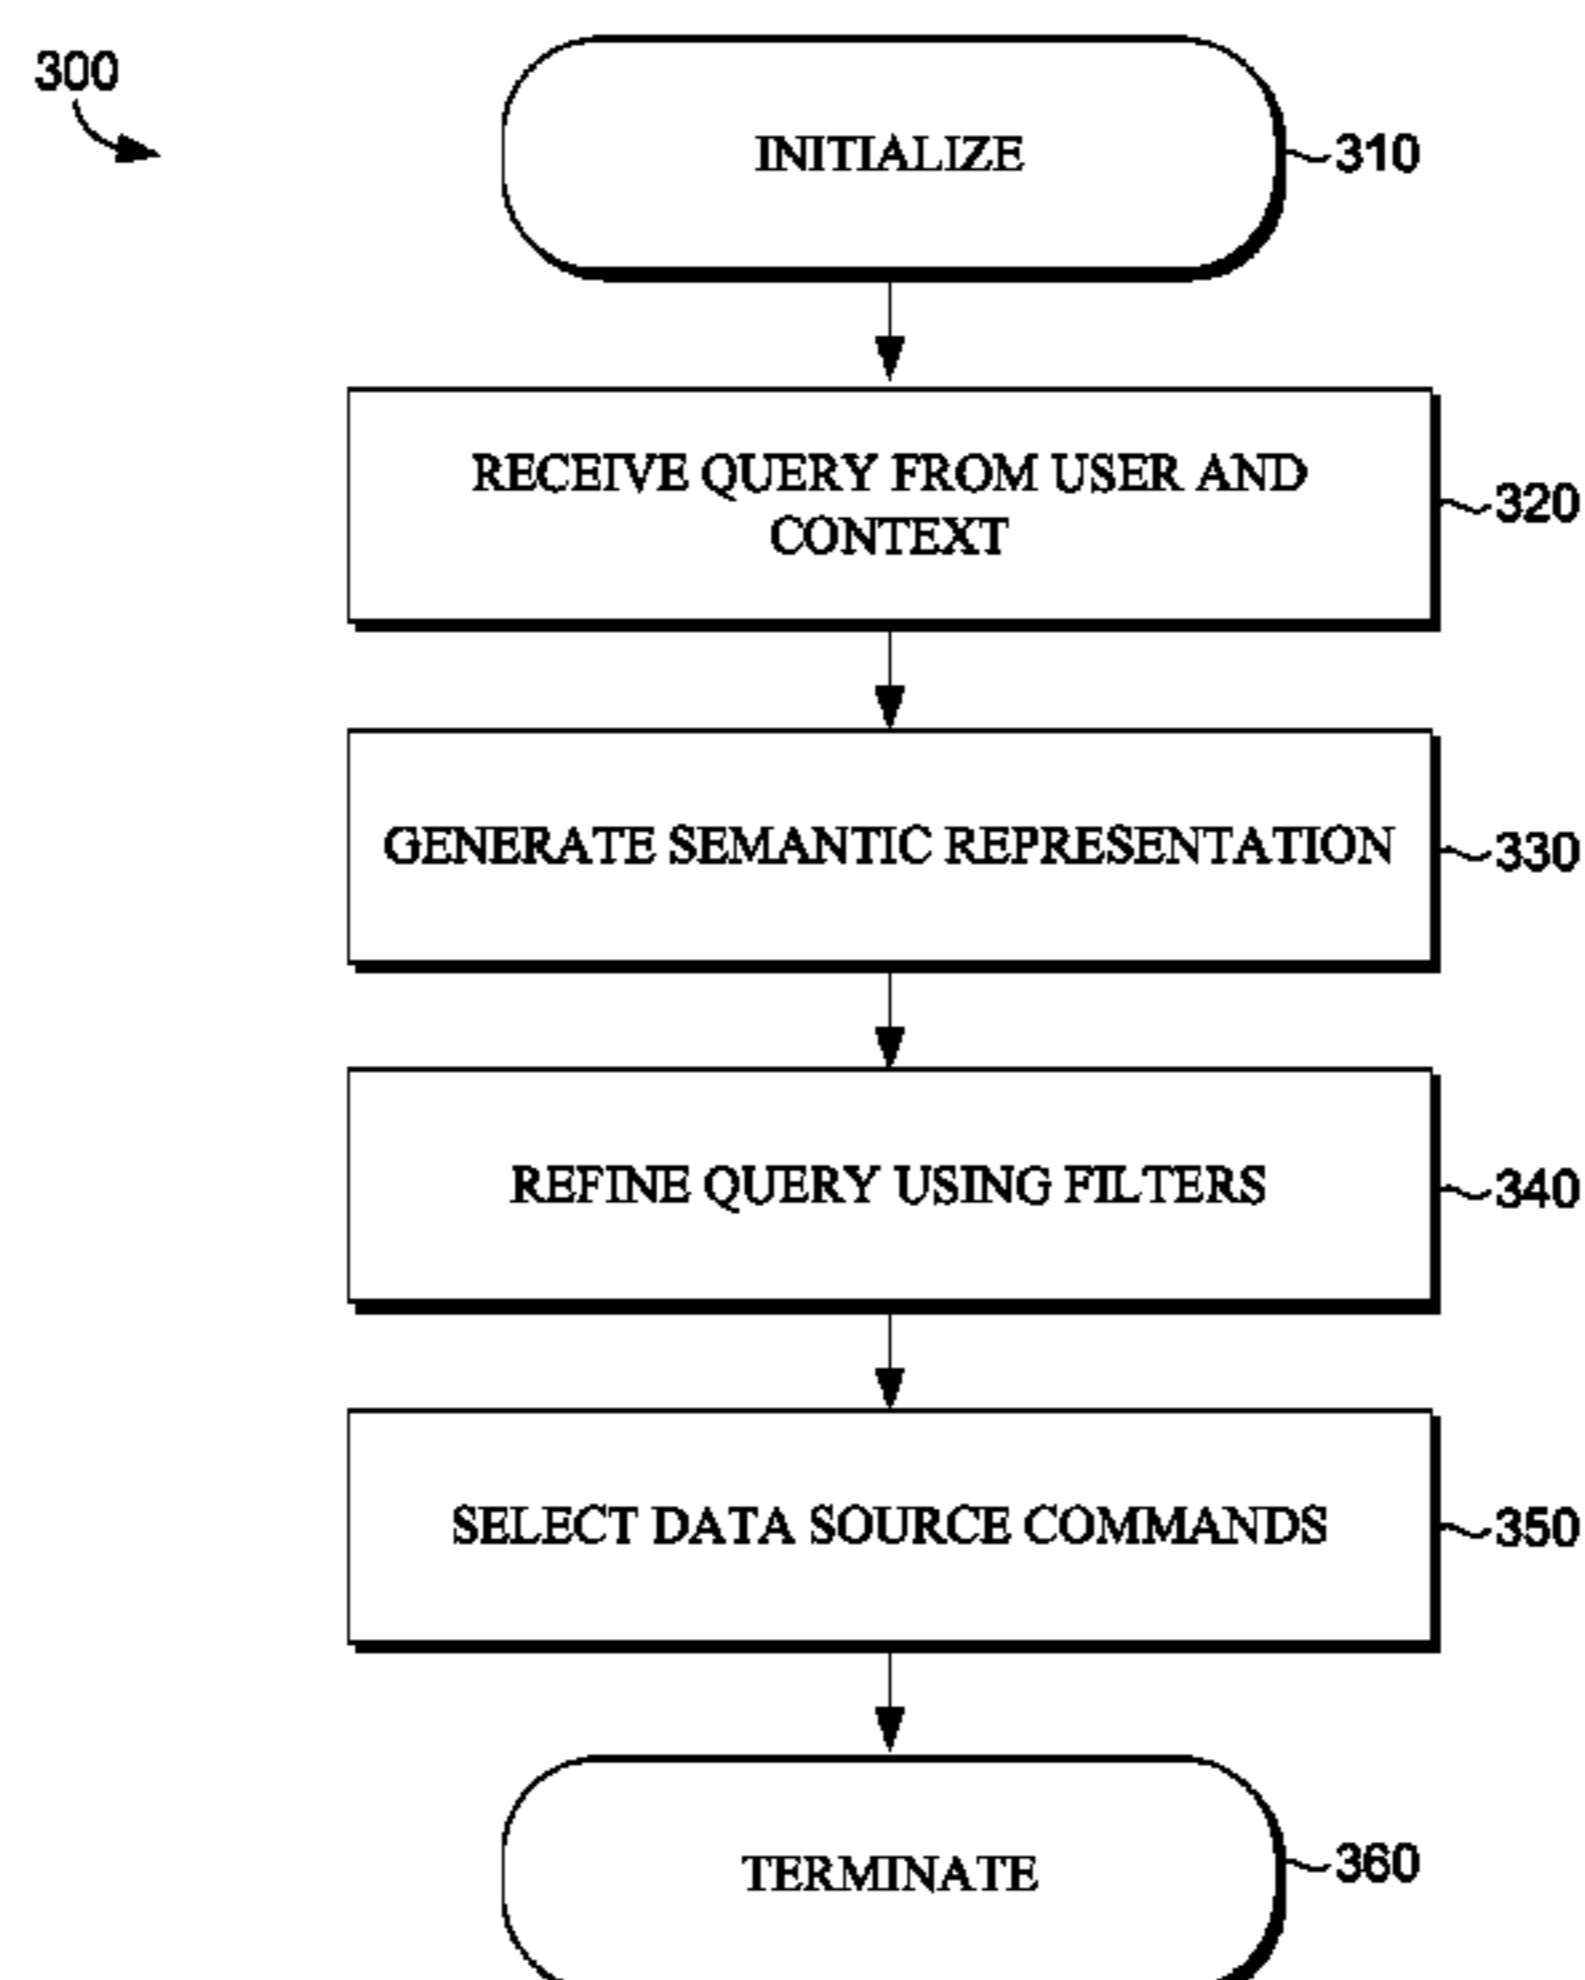 300
INITIALIZE
310
RECEIVE QUERY FROM USER AND
CONTEXT
320
GENERATE SEMANTIC REPRESENTATION
330
REFINE QUERY USING FILTERS
340
SELECT DATA SOURCE COMMANDS
350
TERMINATE
360